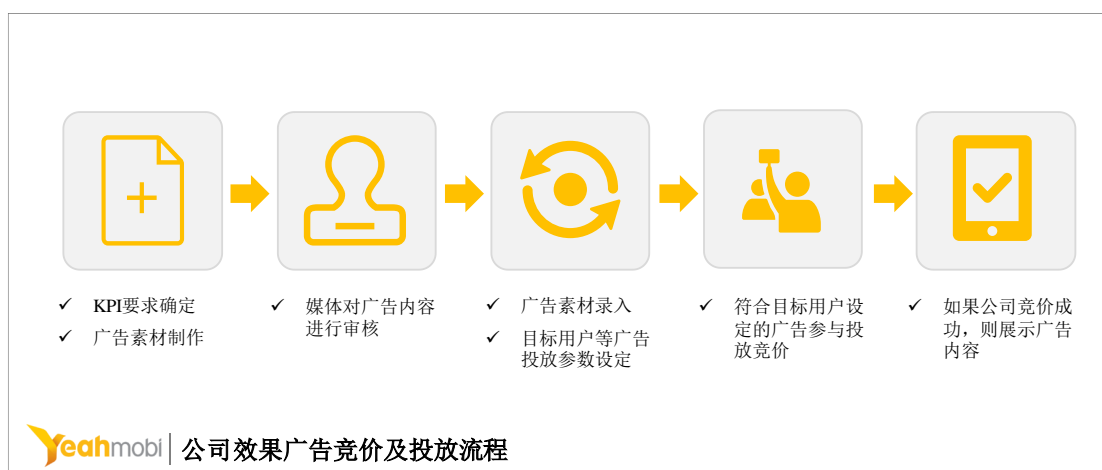 ✓ KPI要求确定
✓ 广告素材制作
✓ 媒体对广告内容
进行审核
✓ 广告素材录入
✓ 目标用户等广告
投放参数设定
✓ 符合目标用户设
定的广告参与投
放竞价
✓ 如果公司竞价成
功，则展示广告
内容
Yeahmobi 公司效果广告竞价及投放流程